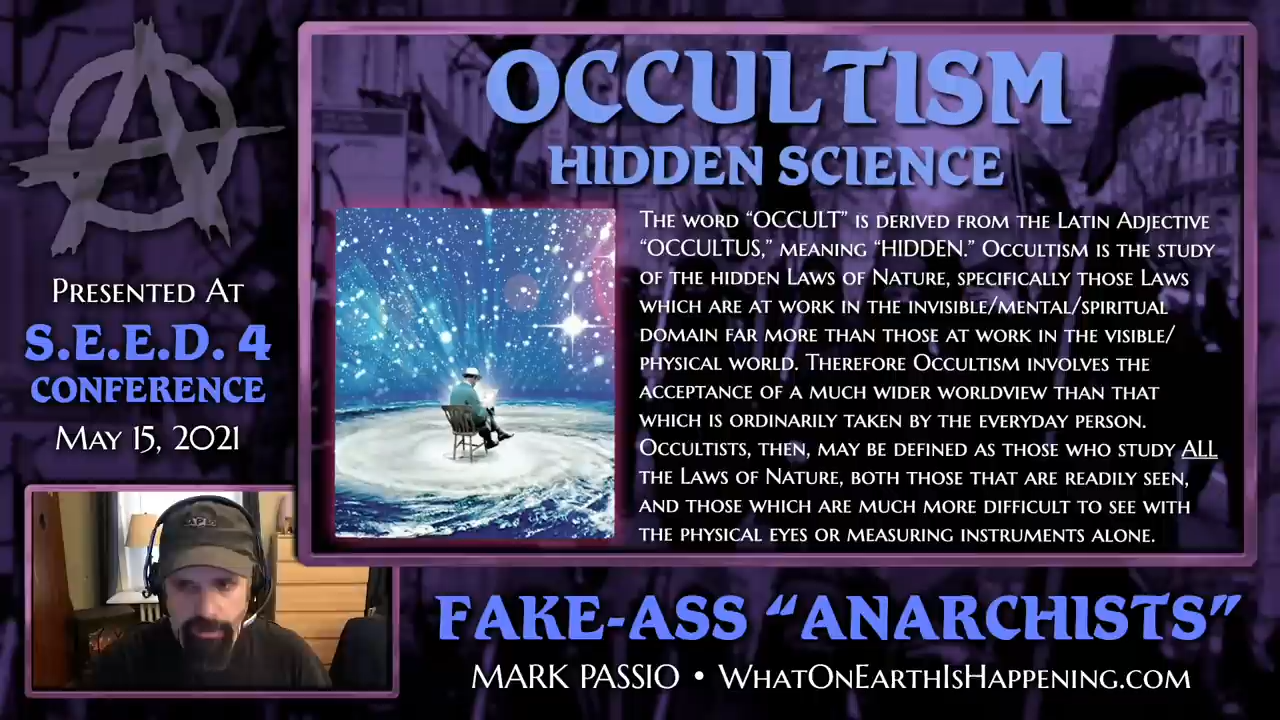 OCCULTISM
HIDDEN SCIENCE
THE WORD “OCCULT” IS DERIVED FROM THE LATIN ADJECTIVE
“OCCULTUS,” MEANING “HIDDEN.” OCCULTISM IS THE STUDY
OF THE HIDDEN LAWS OF NATURE, SPECIFICALLY THOSE LAWS
WHICH ARE AT WORK IN THE INVISIBLE/MENTAL/SPIRITUAL
DOMAIN FAR MORE THAN THOSE AT WORK IN THE VISIBLE/
PHYSICAL WORLD. THEREFORE OCCULTISM INVOLVES THE
ACCEPTANCE OF A MUCH WIDER WORLDVIEW THAN THAT
WHICH IS ORDINARILY TAKEN BY THE EVERYDAY PERSON.
OCCULTISTS, THEN, MAY BE DEFINED AS THOSE WHO STUDY ALL
THE LAWS OF NATURE, BOTH THOSE THAT ARE READILY SEEN,
AND THOSE WHICH ARE MUCH MORE DIFFICULT TO SEE WITH
THE PHYSICAL EYES OR MEASURING INSTRUMENTS ALONE.
PRESENTED AT
S.E.E.D. 4
CONFERENCE
MAY 15, 2021
FAKE-ASS “ANARCHISTS”
MARK PASSIO • WHATONEARTHISHAPPENING.COM